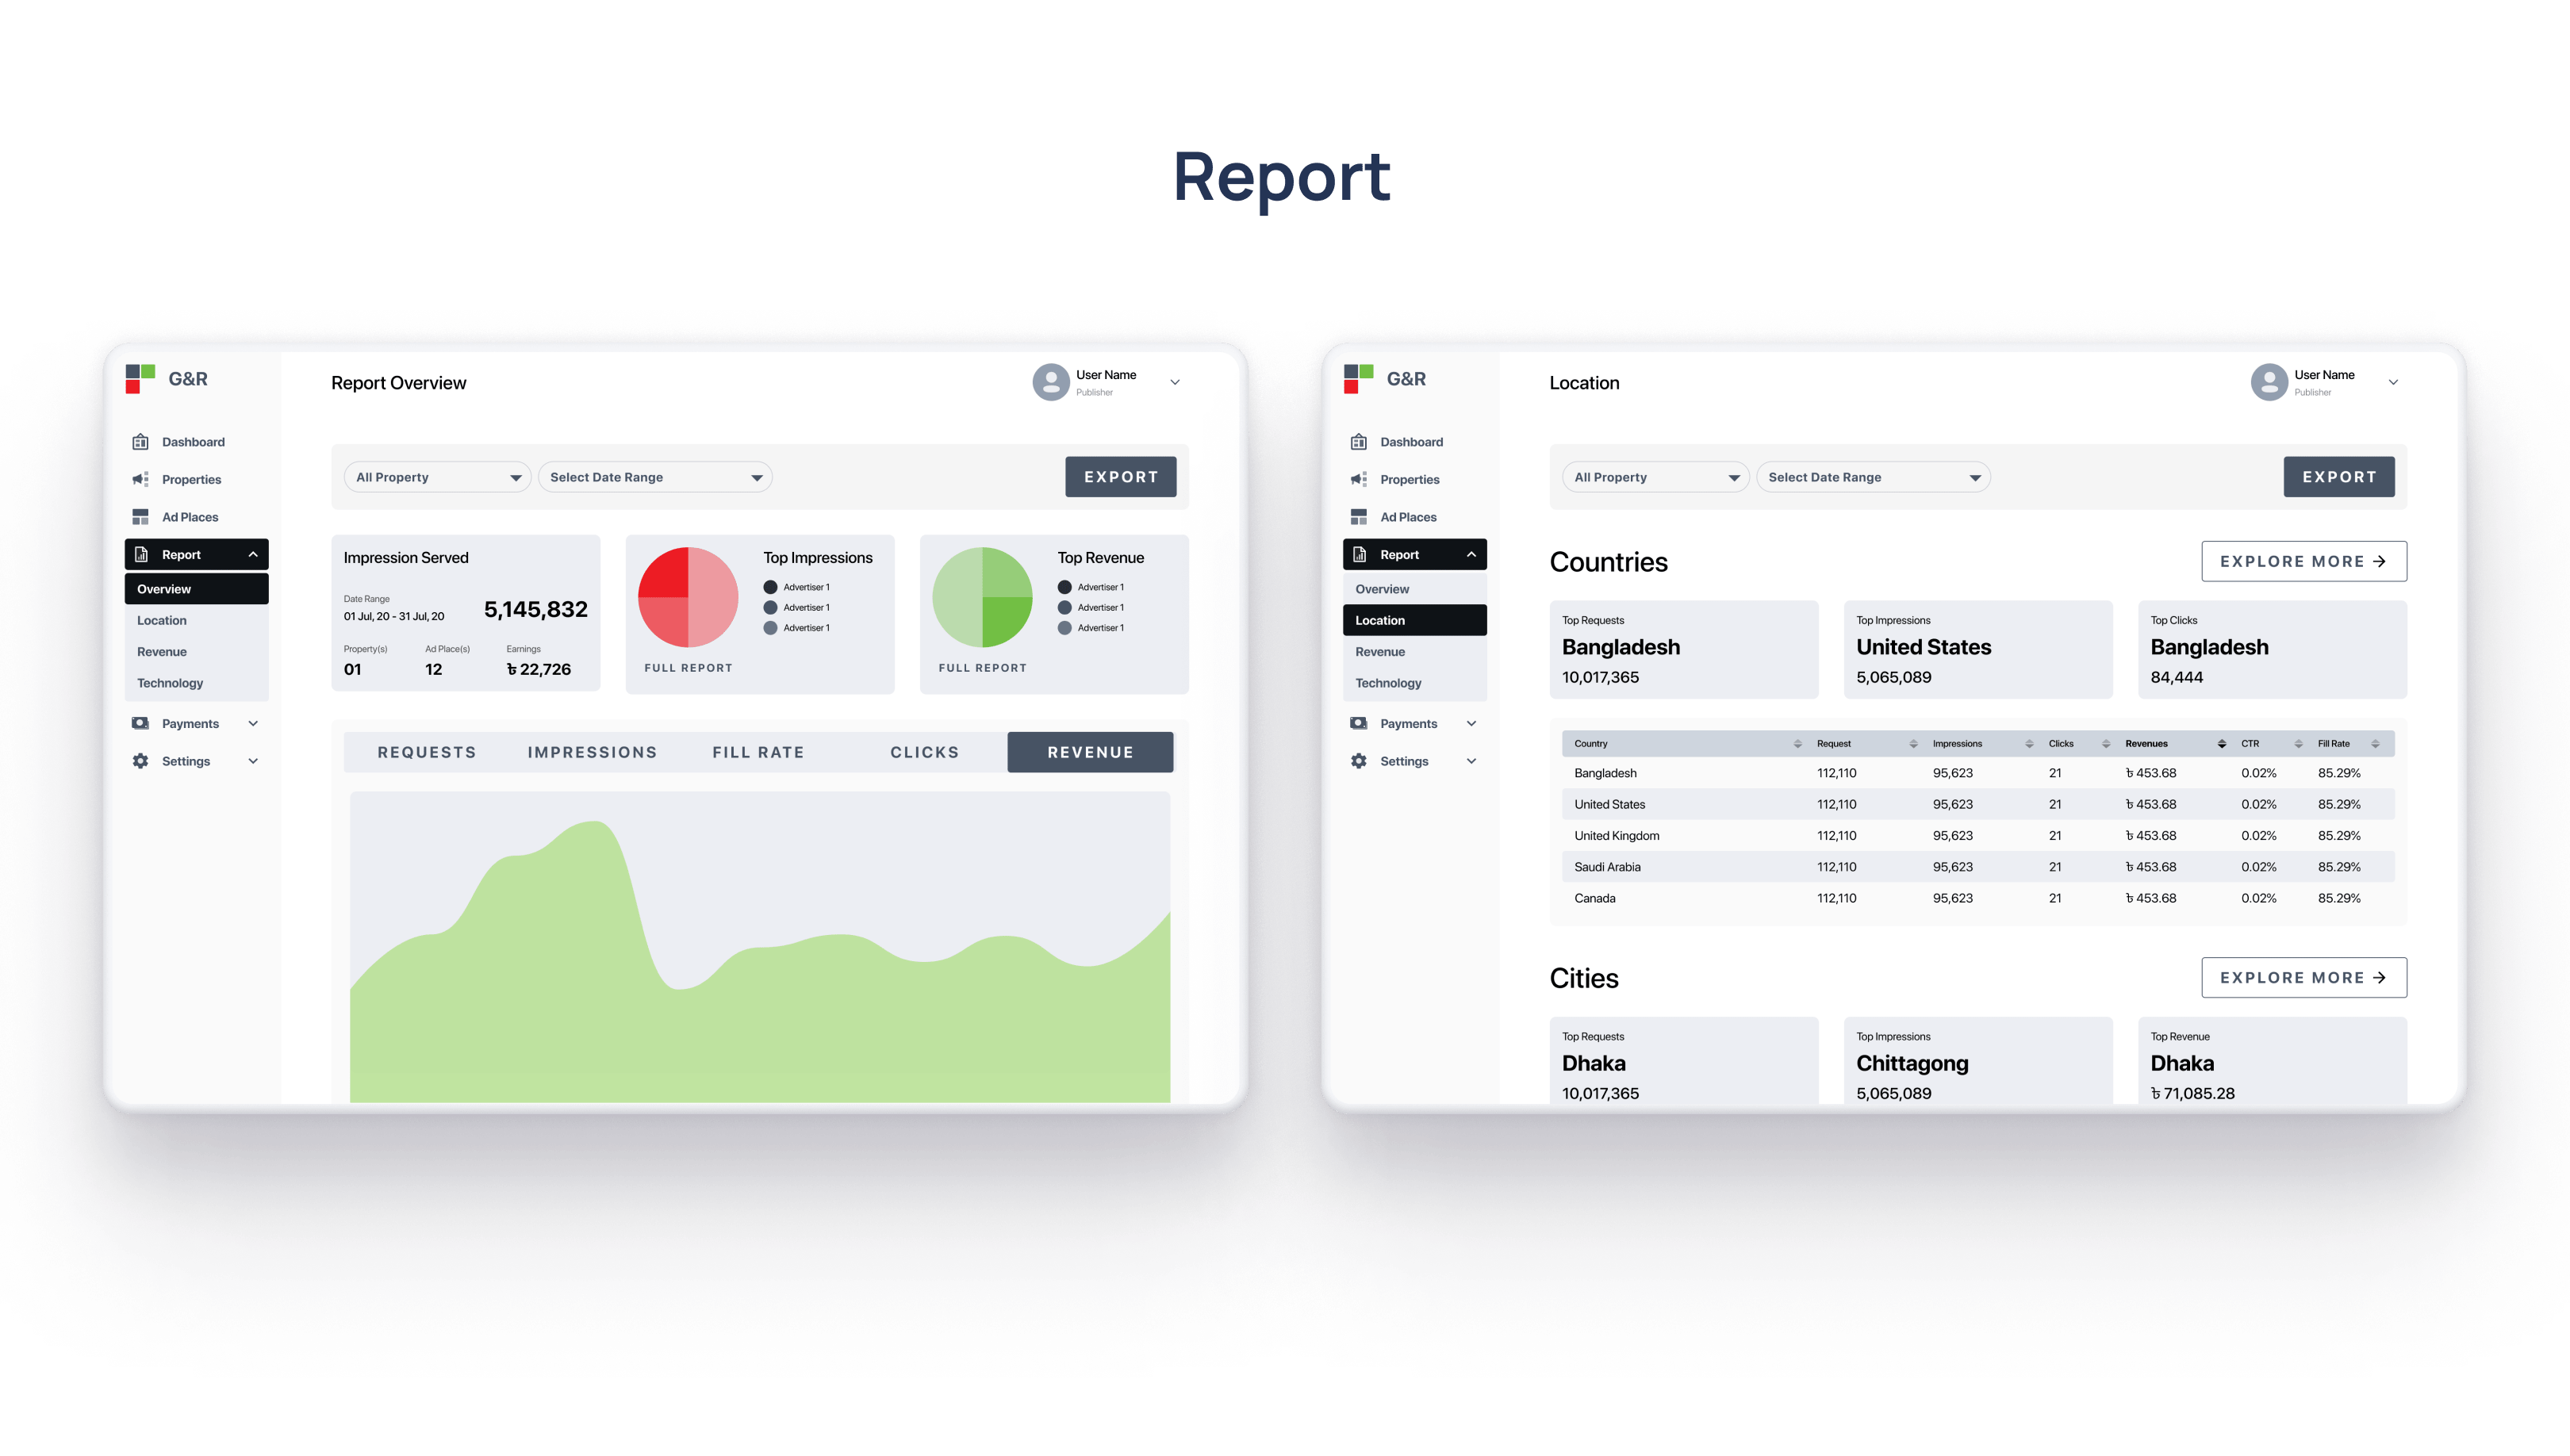 Report
G&R
Report Overview
User Name
Publisher
Dashboard
Properties
Ad Places
Report
Overview
Location
Revenue
Technology
Payments
Settings
All Property
Select Date Range
EXPORT
Impression Served
Date Range
01 Jul, 20 - 31 Jul, 20
5,145,832
Property(s) Ad Place(s) Earnings
01 12 ৳ 22,726
Top Impressions
Advertiser 1
Advertiser 1
Advertiser 1
FULL REPORT
Top Revenue
Advertiser 1
Advertiser 1
Advertiser 1
FULL REPORT
REQUESTS IMPRESSIONS FILL RATE CLICKS REVENUE
G&R
Location
User Name
Publisher
Dashboard
Properties
Ad Places
Report
Overview
Location
Revenue
Technology
Payments
Settings
All Property
Select Date Range
EXPORT
Countries
EXPLORE MORE →
Top Requests
Bangladesh
10,017,365
Top Impressions
United States
5,065,089
Top Clicks
Bangladesh
84,444
Country Request Impressions Clicks Revenues CTR Fill Rate
Bangladesh 112,110 95,623 21 ৳ 453.68 0.02% 85.29%
United States 112,110 95,623 21 ৳ 453.68 0.02% 85.29%
United Kingdom 112,110 95,623 21 ৳ 453.68 0.02% 85.29%
Saudi Arabia 112,110 95,623 21 ৳ 453.68 0.02% 85.29%
Canada 112,110 95,623 21 ৳ 453.68 0.02% 85.29%
Cities
EXPLORE MORE →
Top Requests
Dhaka
10,017,365
Top Impressions
Chittagong
5,065,089
Top Revenue
Dhaka
৳ 71,085.28